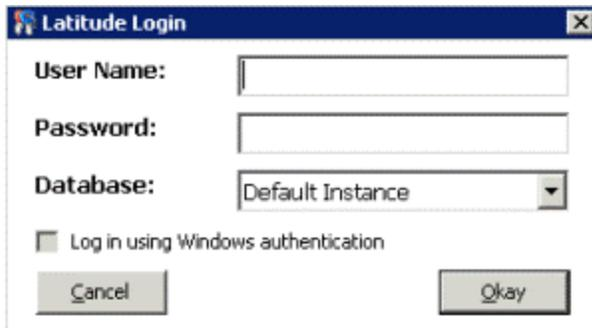 Latitude Login
User Name:
Password:
Database: Default Instance
Log in using Windows authentication
Cancel Okay